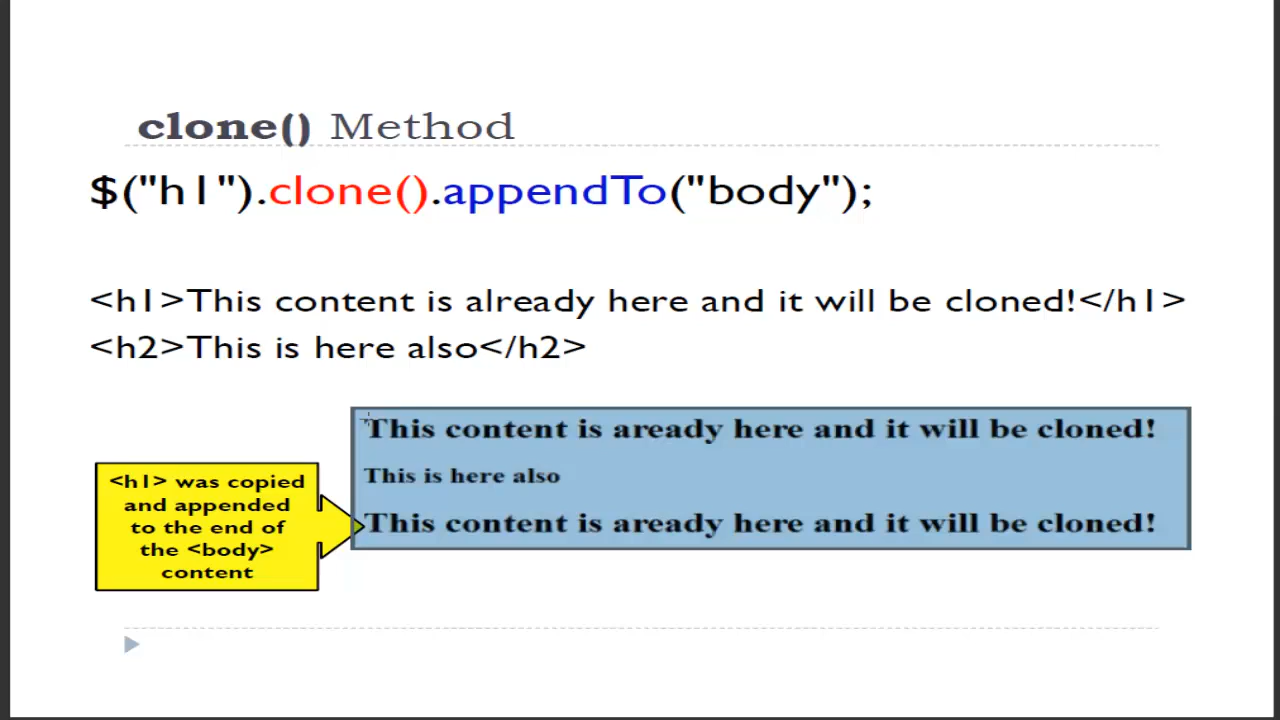 clone() Method
$("h1").clone().appendTo("body");
<h1>This content is already here and it will be cloned!</h1>
<h2>This is here also</h2>
This content is aready here and it will be cloned!
This is here also
This content is aready here and it will be cloned!
<h1> was copied
and appended
to the end of
the <body>
content